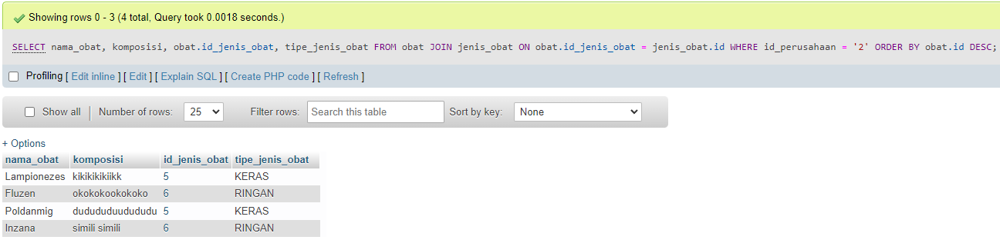 Showing rows 0 - 3 (4 total, Query took 0.0018 seconds.)
SELECT nama_obat, komposisi, obat.id_jenis_obat, tipe_jenis_obat FROM obat JOIN jenis_obat ON obat.id_jenis_obat = jenis_obat.id WHERE id_perusahaan = '2' ORDER BY obat.id DESC;
Profiling [ Edit inline ] [ Edit ] [ Explain SQL ] [ Create PHP code ] [ Refresh ]
Show all | Number of rows: 25 Filter rows: Search this table Sort by key: None
+ Options
nama_obat komposisi id_jenis_obat tipe_jenis_obat
Lampionezes kikikikikiikk 5 KERAS
Fluzen okokokookokoko 6 RINGAN
Poldanmig dudududuudududu 5 KERAS
Inzana simili simili 6 RINGAN